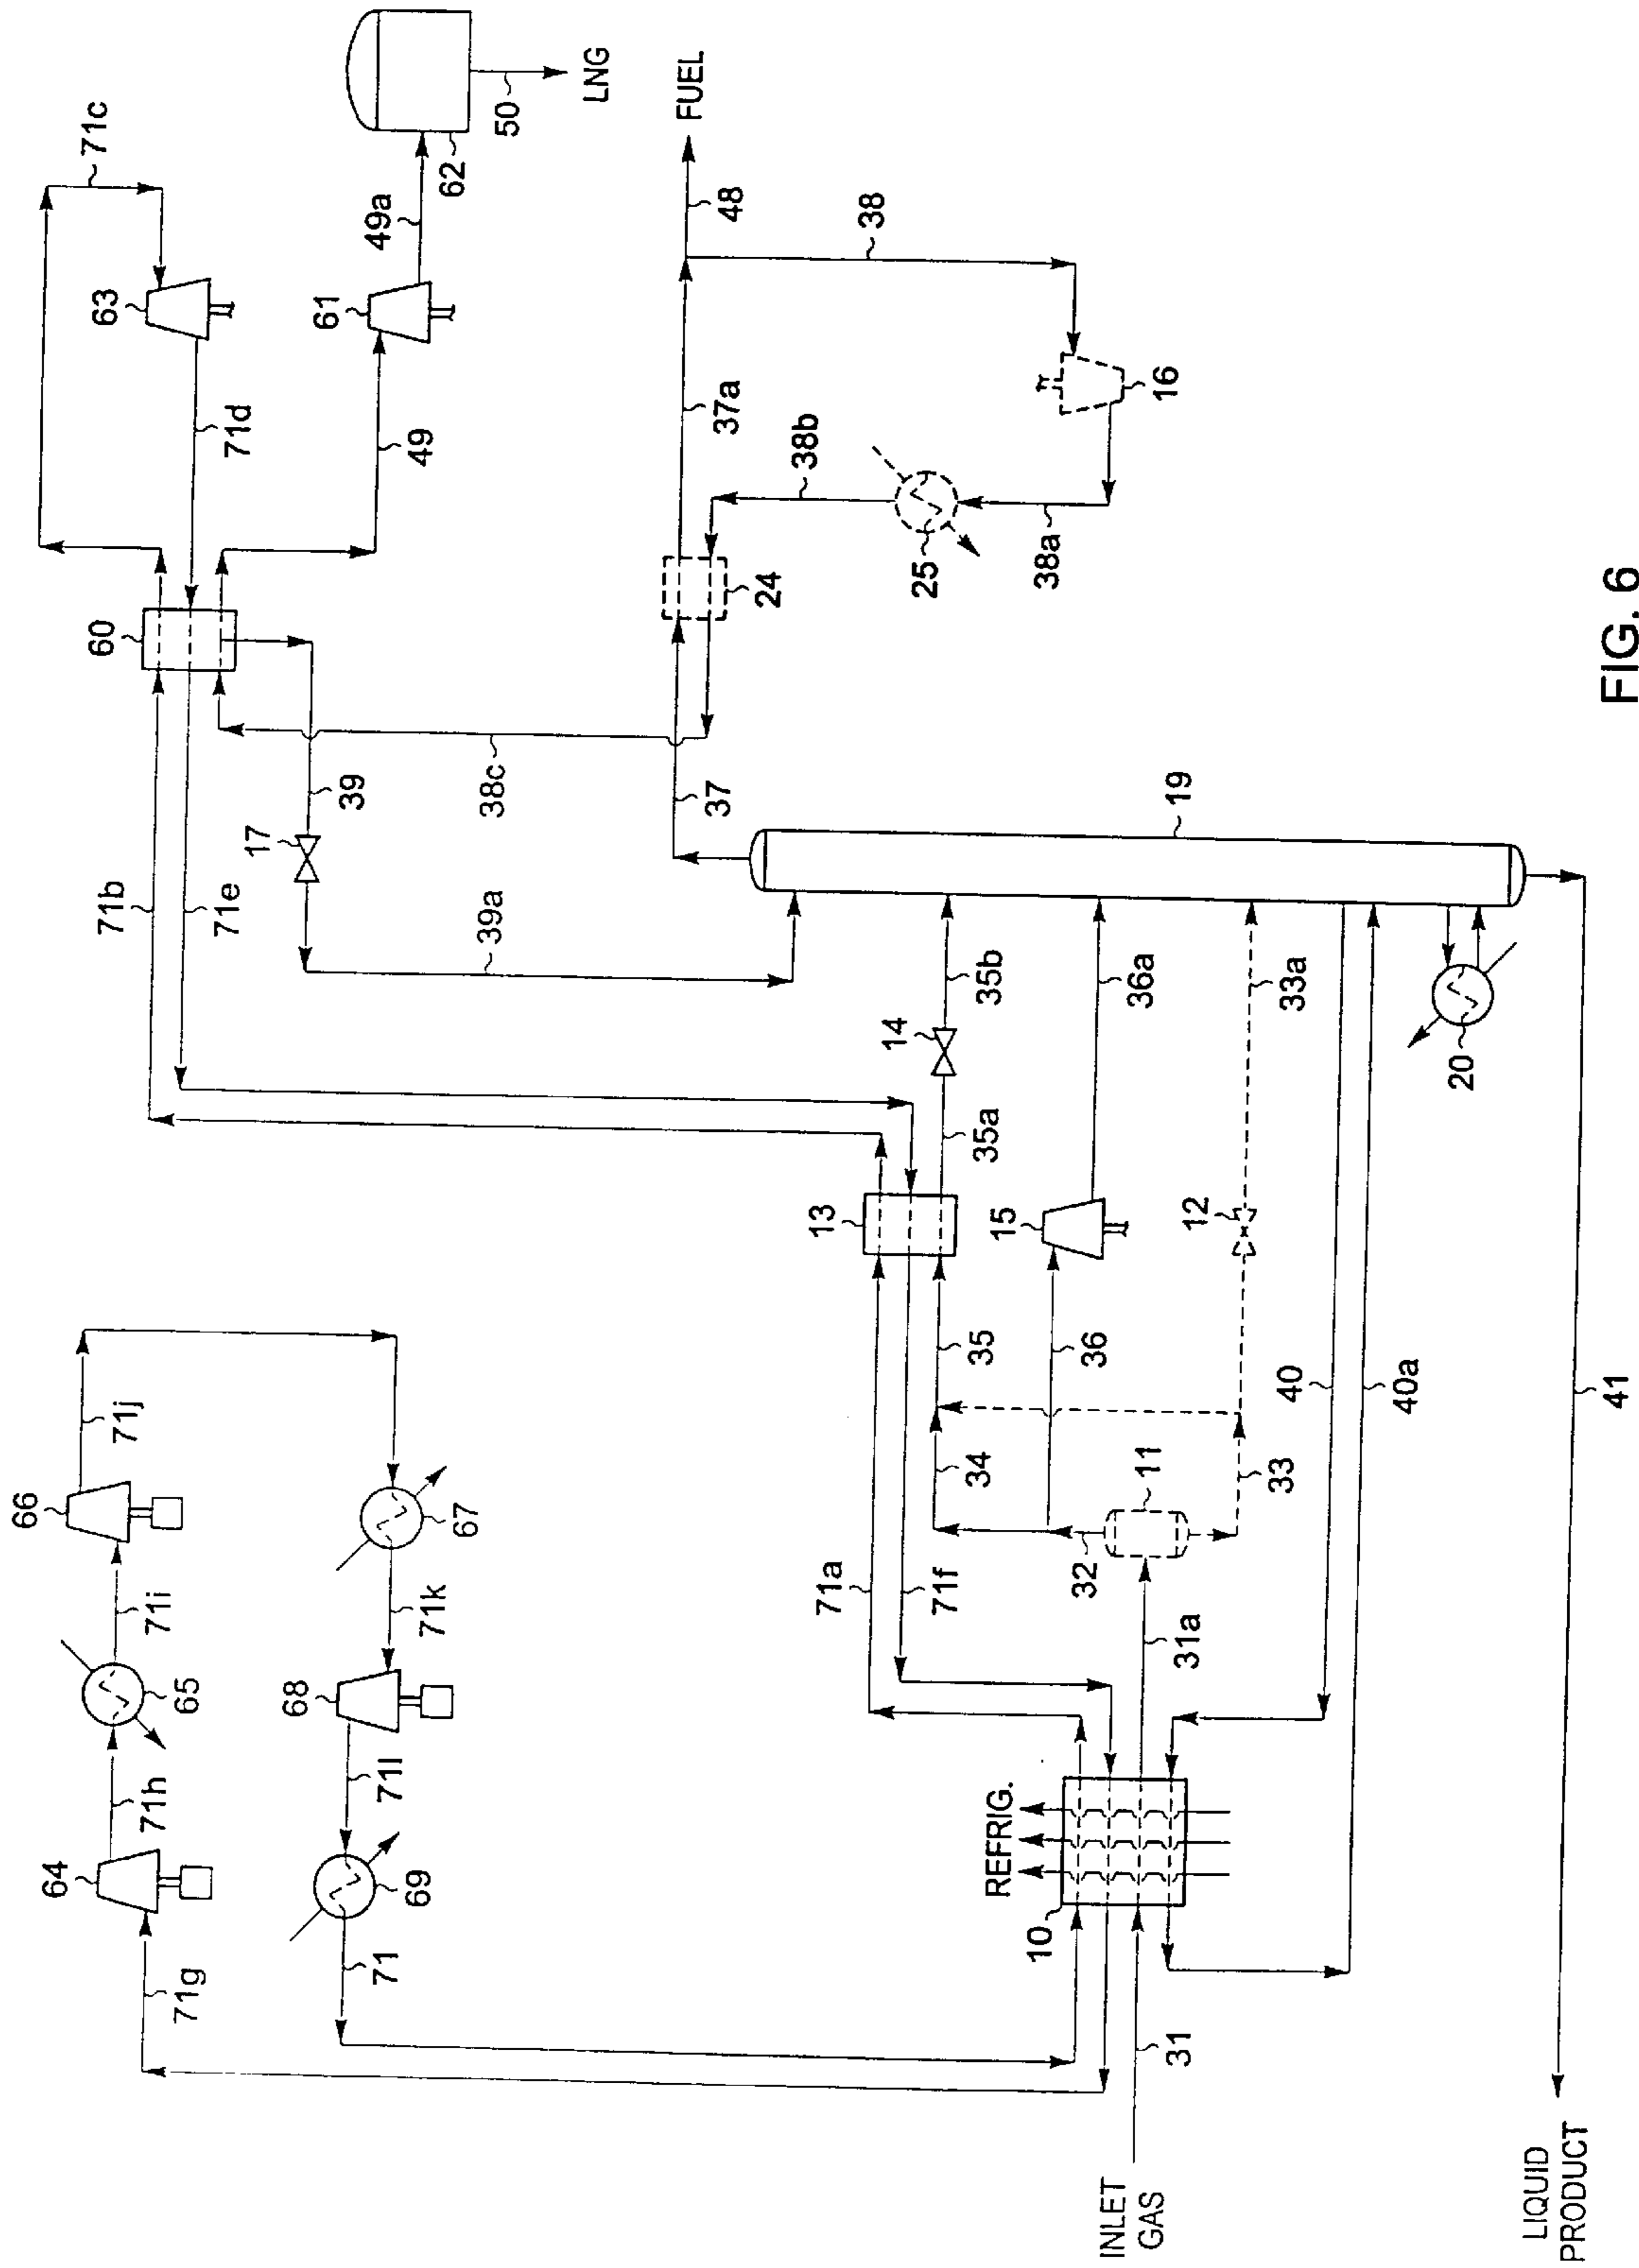 71c
63
71d
60
71b
71e
17
39
39a
38c
49
61
49a
62
50
LNG
FUEL
48
38
37a
16
38b
25
38a
24
37
19
66
71j
71i
65
71h
64
71g
67
71k
68
71l
69
71
13
14
35b
35a
35
34
15
36
36a
12
33a
33
11
32
31a
71a
71f
40
40a
20
41
REFRIG.
10
31
INLET
GAS
LIQUID
PRODUCT
FIG. 6